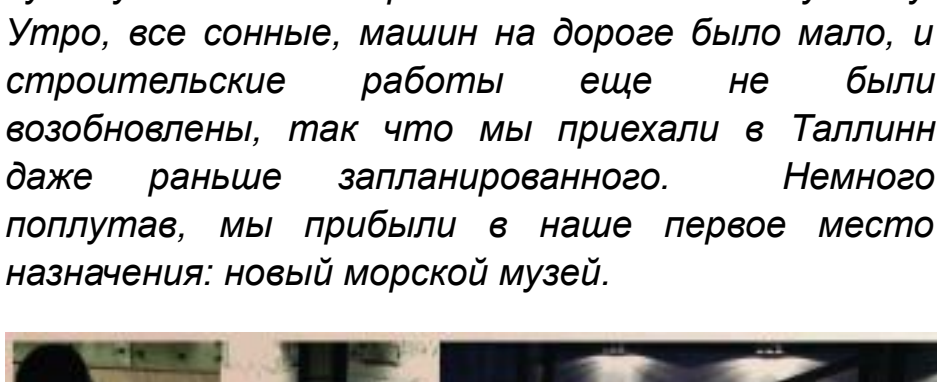 Утро, все сонные, машин на дороге было мало, и
строительские работы еще не были
возобновлены, так что мы приехали в Таллинн
даже раньше запланированного. Немного
поплутав, мы прибыли в наше первое место
назначения: новый морской музей.